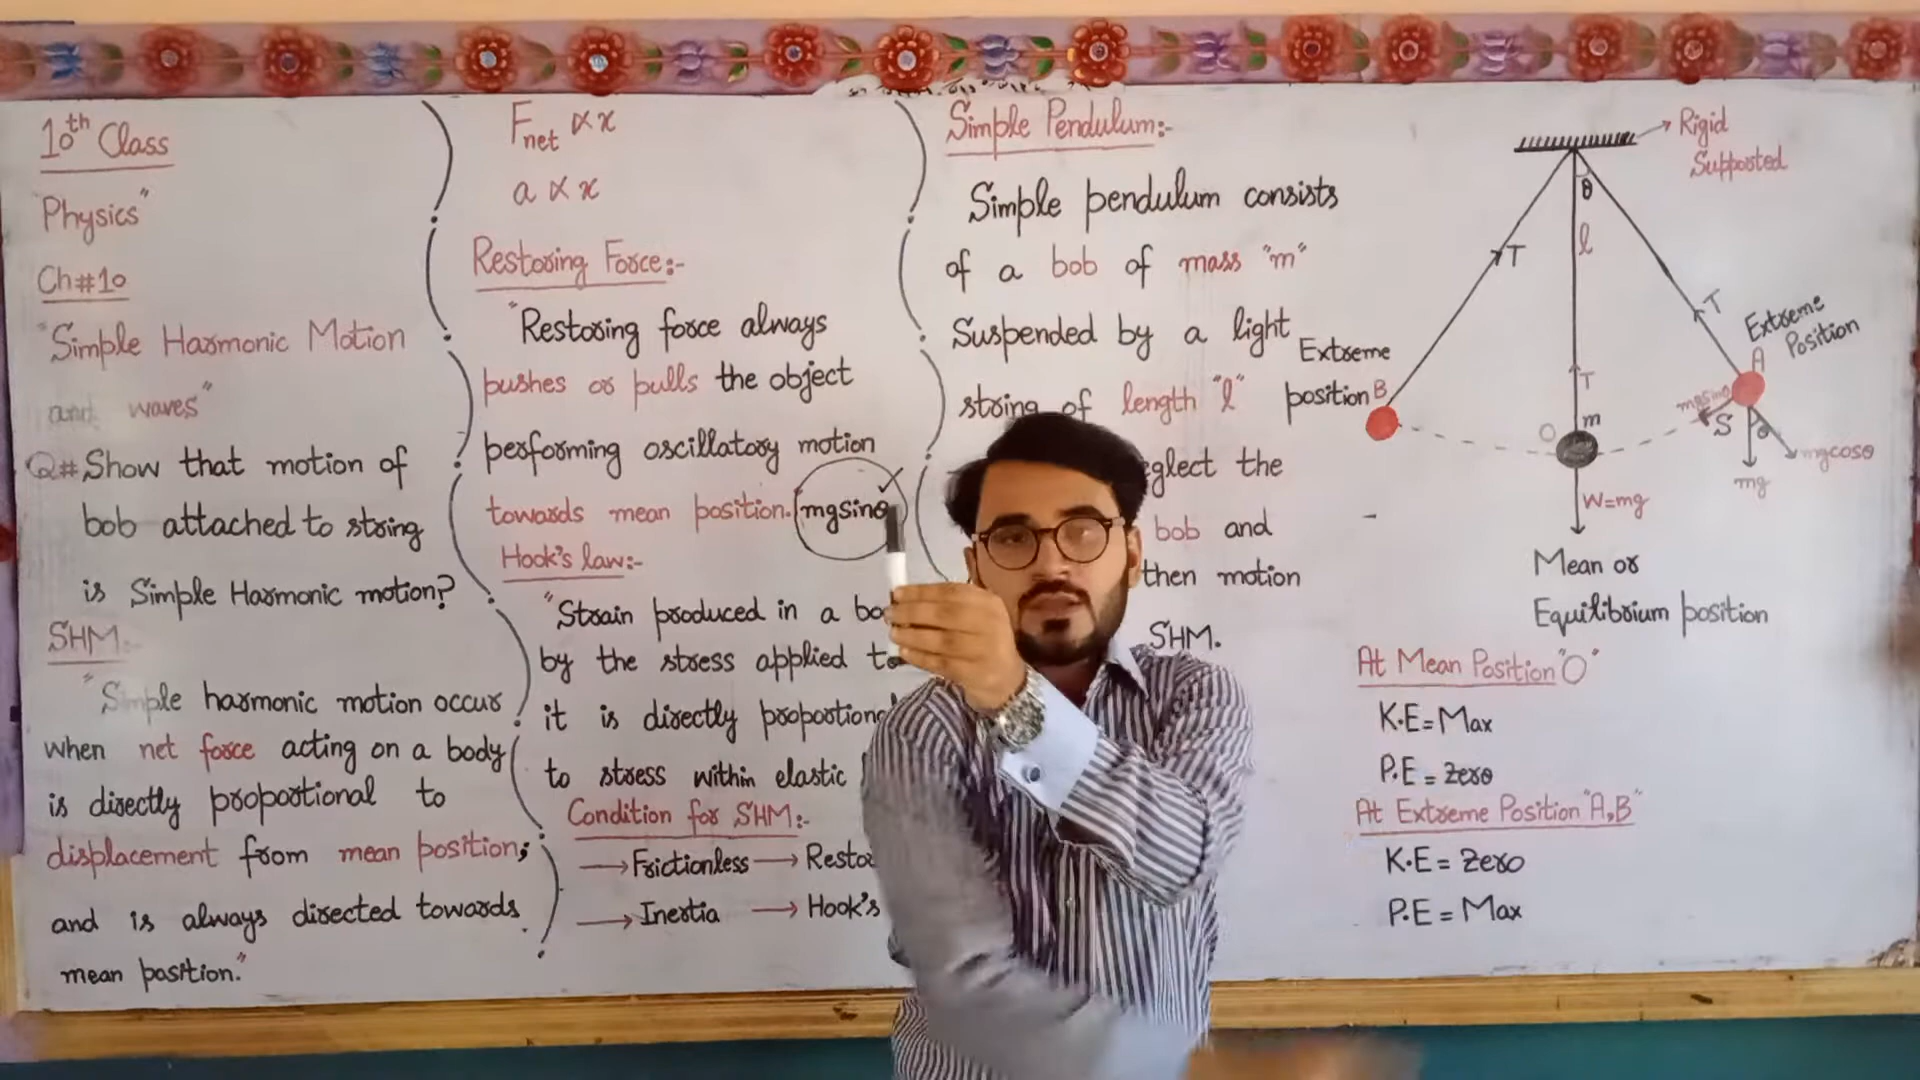 10th Class
Physics"
Ch#10
"Simple Harmonic Motion
and waves"
Q# Show that motion of
bob attached to string
is Simple Harmonic motion?
SHM:-
"Simple harmonic motion occur
when net force acting on a body
is directly proportional to
displacement from mean position;
and is always directed towards
mean position."
Fnet ∝ x
a ∝ x
Restoring Force:-
"Restoring force always
pushes or pulls the object
performing oscillatory motion
towards mean position. mgsinθ ✓
Hook's law:-
"Strain produced in a
by the stress applied
it is directly
to stress within elastic
Condition for SHM:-
→ Frictionless → 
→ Inertia → Hook's
Simple Pendulum:-
Simple pendulum consists
of a bob of mass "m"
Suspended by a light
string of length "l"
the
bob and
then motion
SHM.
Rigid
Supported
θ
l
T
T
T
Extreme
Position
A
Extreme
position B
O
m
mgsinθ
S
θ
mgcosθ
mg
W=mg
Mean or
Equilibrium position
At Mean Position "O"
K.E = Max
P.E = Zero
At Extreme Position "A,B"
K.E = Zero
P.E = Max